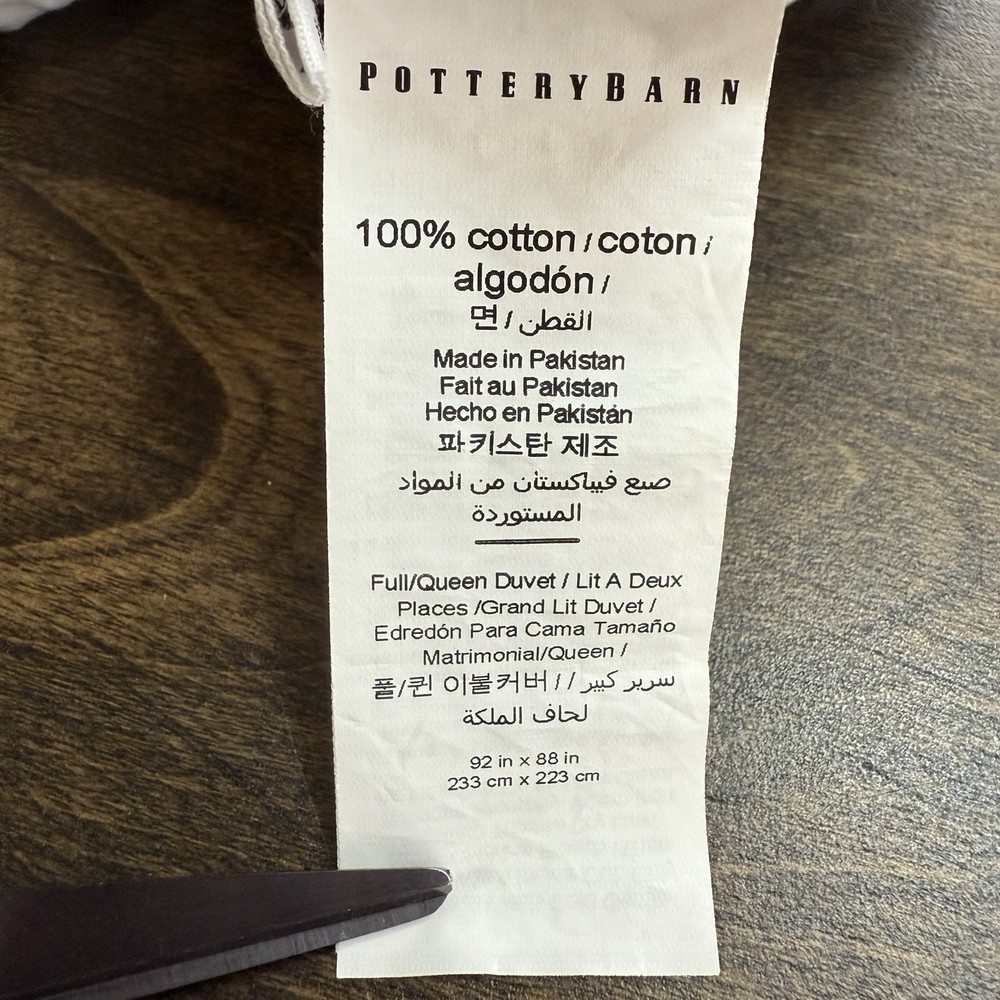 POTTERYBARN
100% cotton / coton /
algodón /
면 / القطن
Made in Pakistan
Fait au Pakistan
Hecho en Pakistán
파키스탄 제조
صبع فيباكستان من المواد
المستوردة
Full/Queen Duvet / Lit A Deux
Places /Grand Lit Duvet /
Edredón Para Cama Tamaño
Matrimonial/Queen /
풀/퀸 이불커버 / / سرير كبير
لحاف الملكة
92 in x 88 in
233 cm x 223 cm